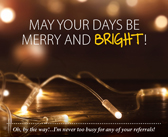 MAY YOUR DAYS BE
MERRY AND BRIGHT!
Oh, by the way!...I'm never too busy for any of your referrals!